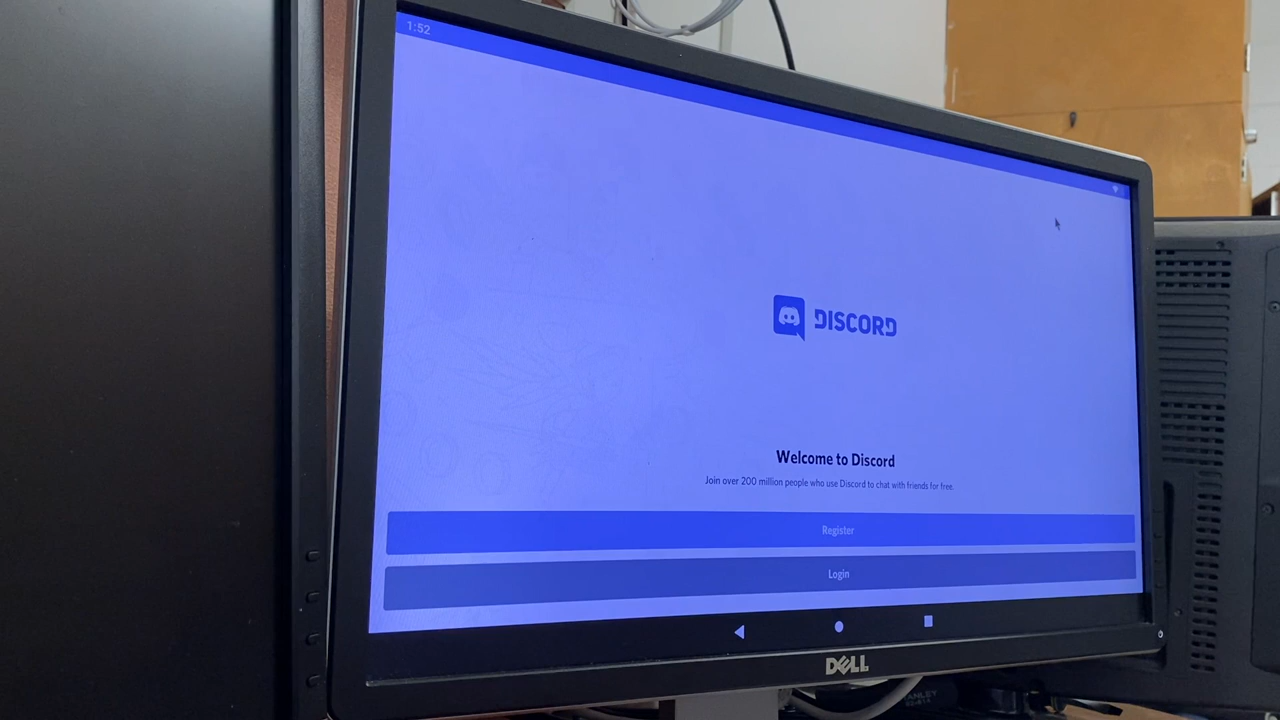 1:52
DISCORD
Welcome to Discord
Join over 200 million people who use Discord to chat with friends for free.
Register
Login
DELL